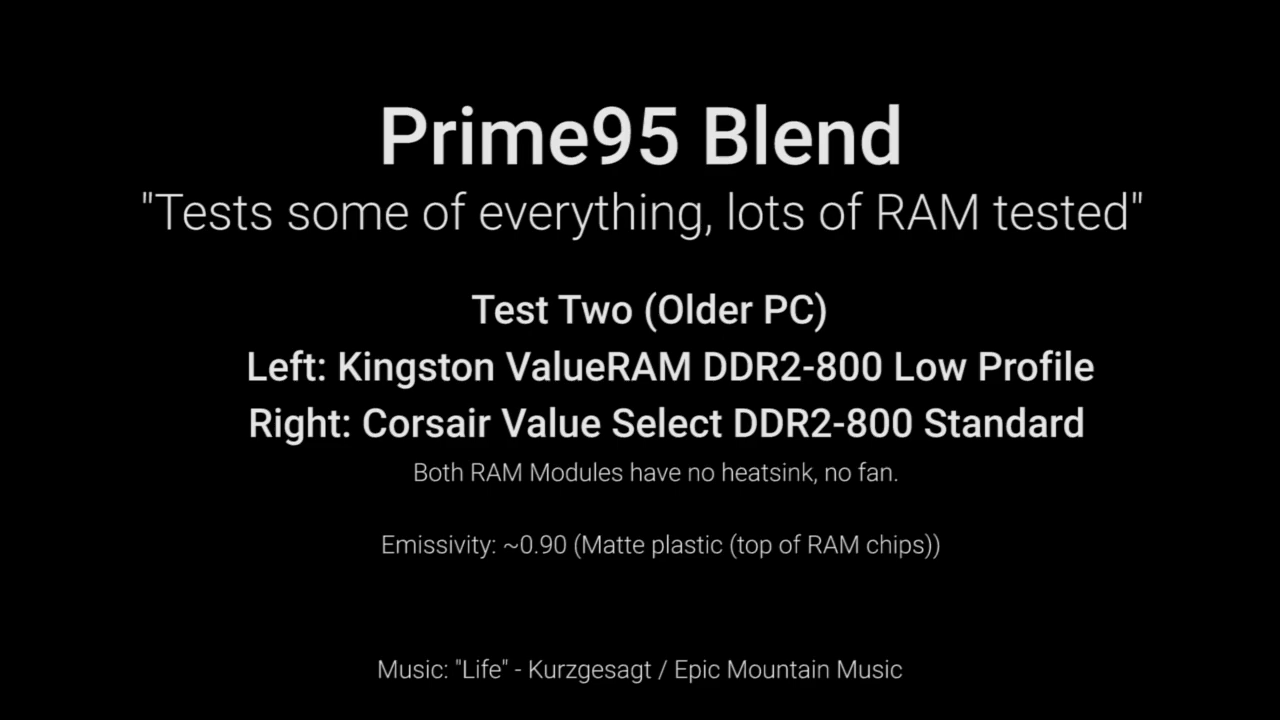 Prime95 Blend
"Tests some of everything, lots of RAM tested"
Test Two (Older PC)
Left: Kingston ValueRAM DDR2-800 Low Profile
Right: Corsair Value Select DDR2-800 Standard
Both RAM Modules have no heatsink, no fan.
Emissivity: ~0.90 (Matte plastic (top of RAM chips))
Music: "Life" - Kurzgesagt / Epic Mountain Music